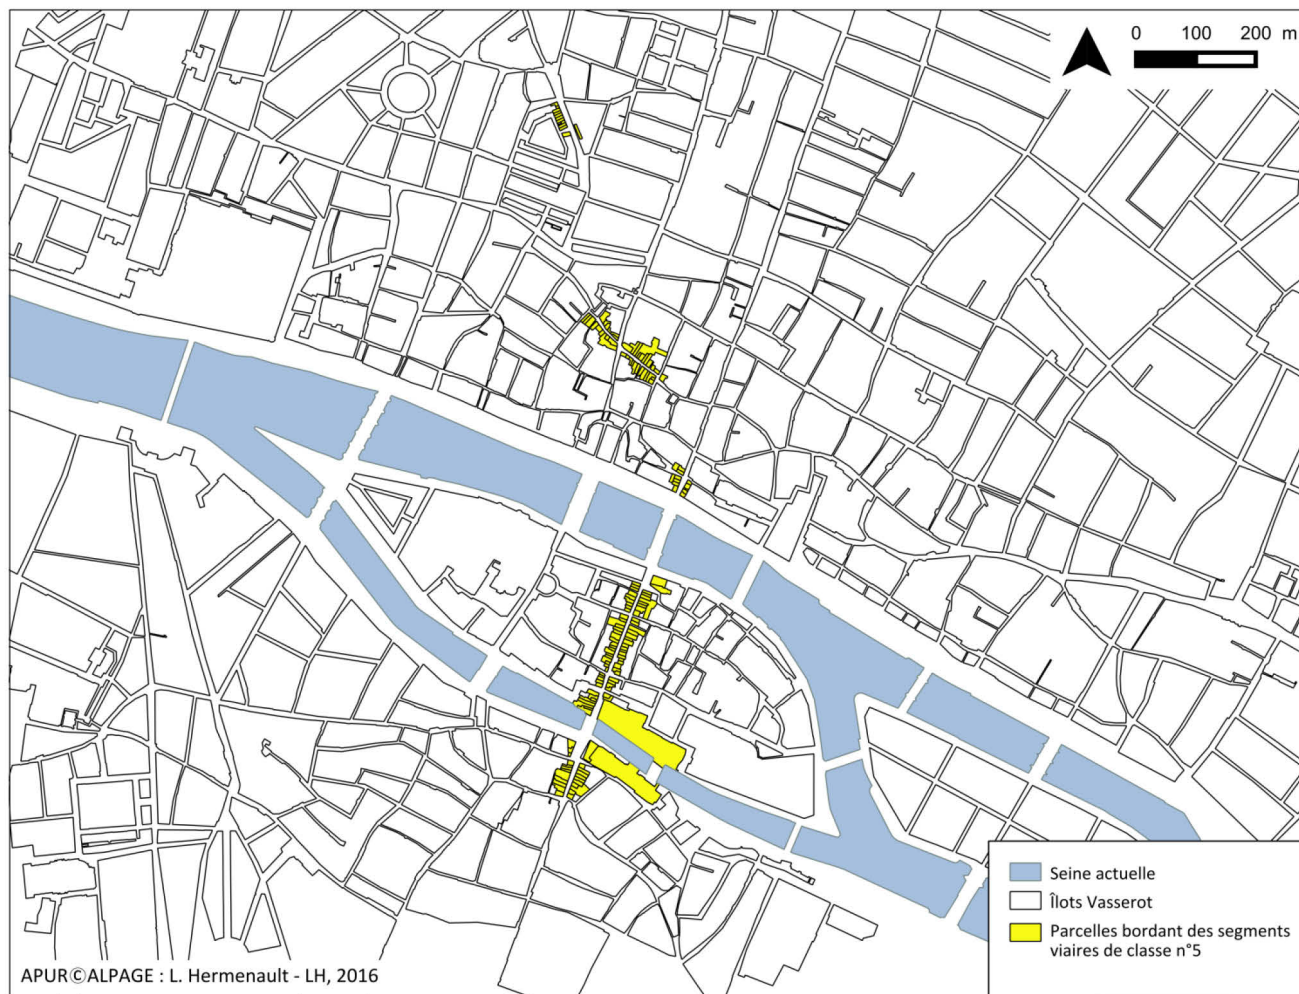 0 100 200 m
Seine actuelle
Îlots Vasserot
Parcelles bordant des segments
viaires de classe n°5
APUR©ALPAGE : L. Hermenault - LH, 2016